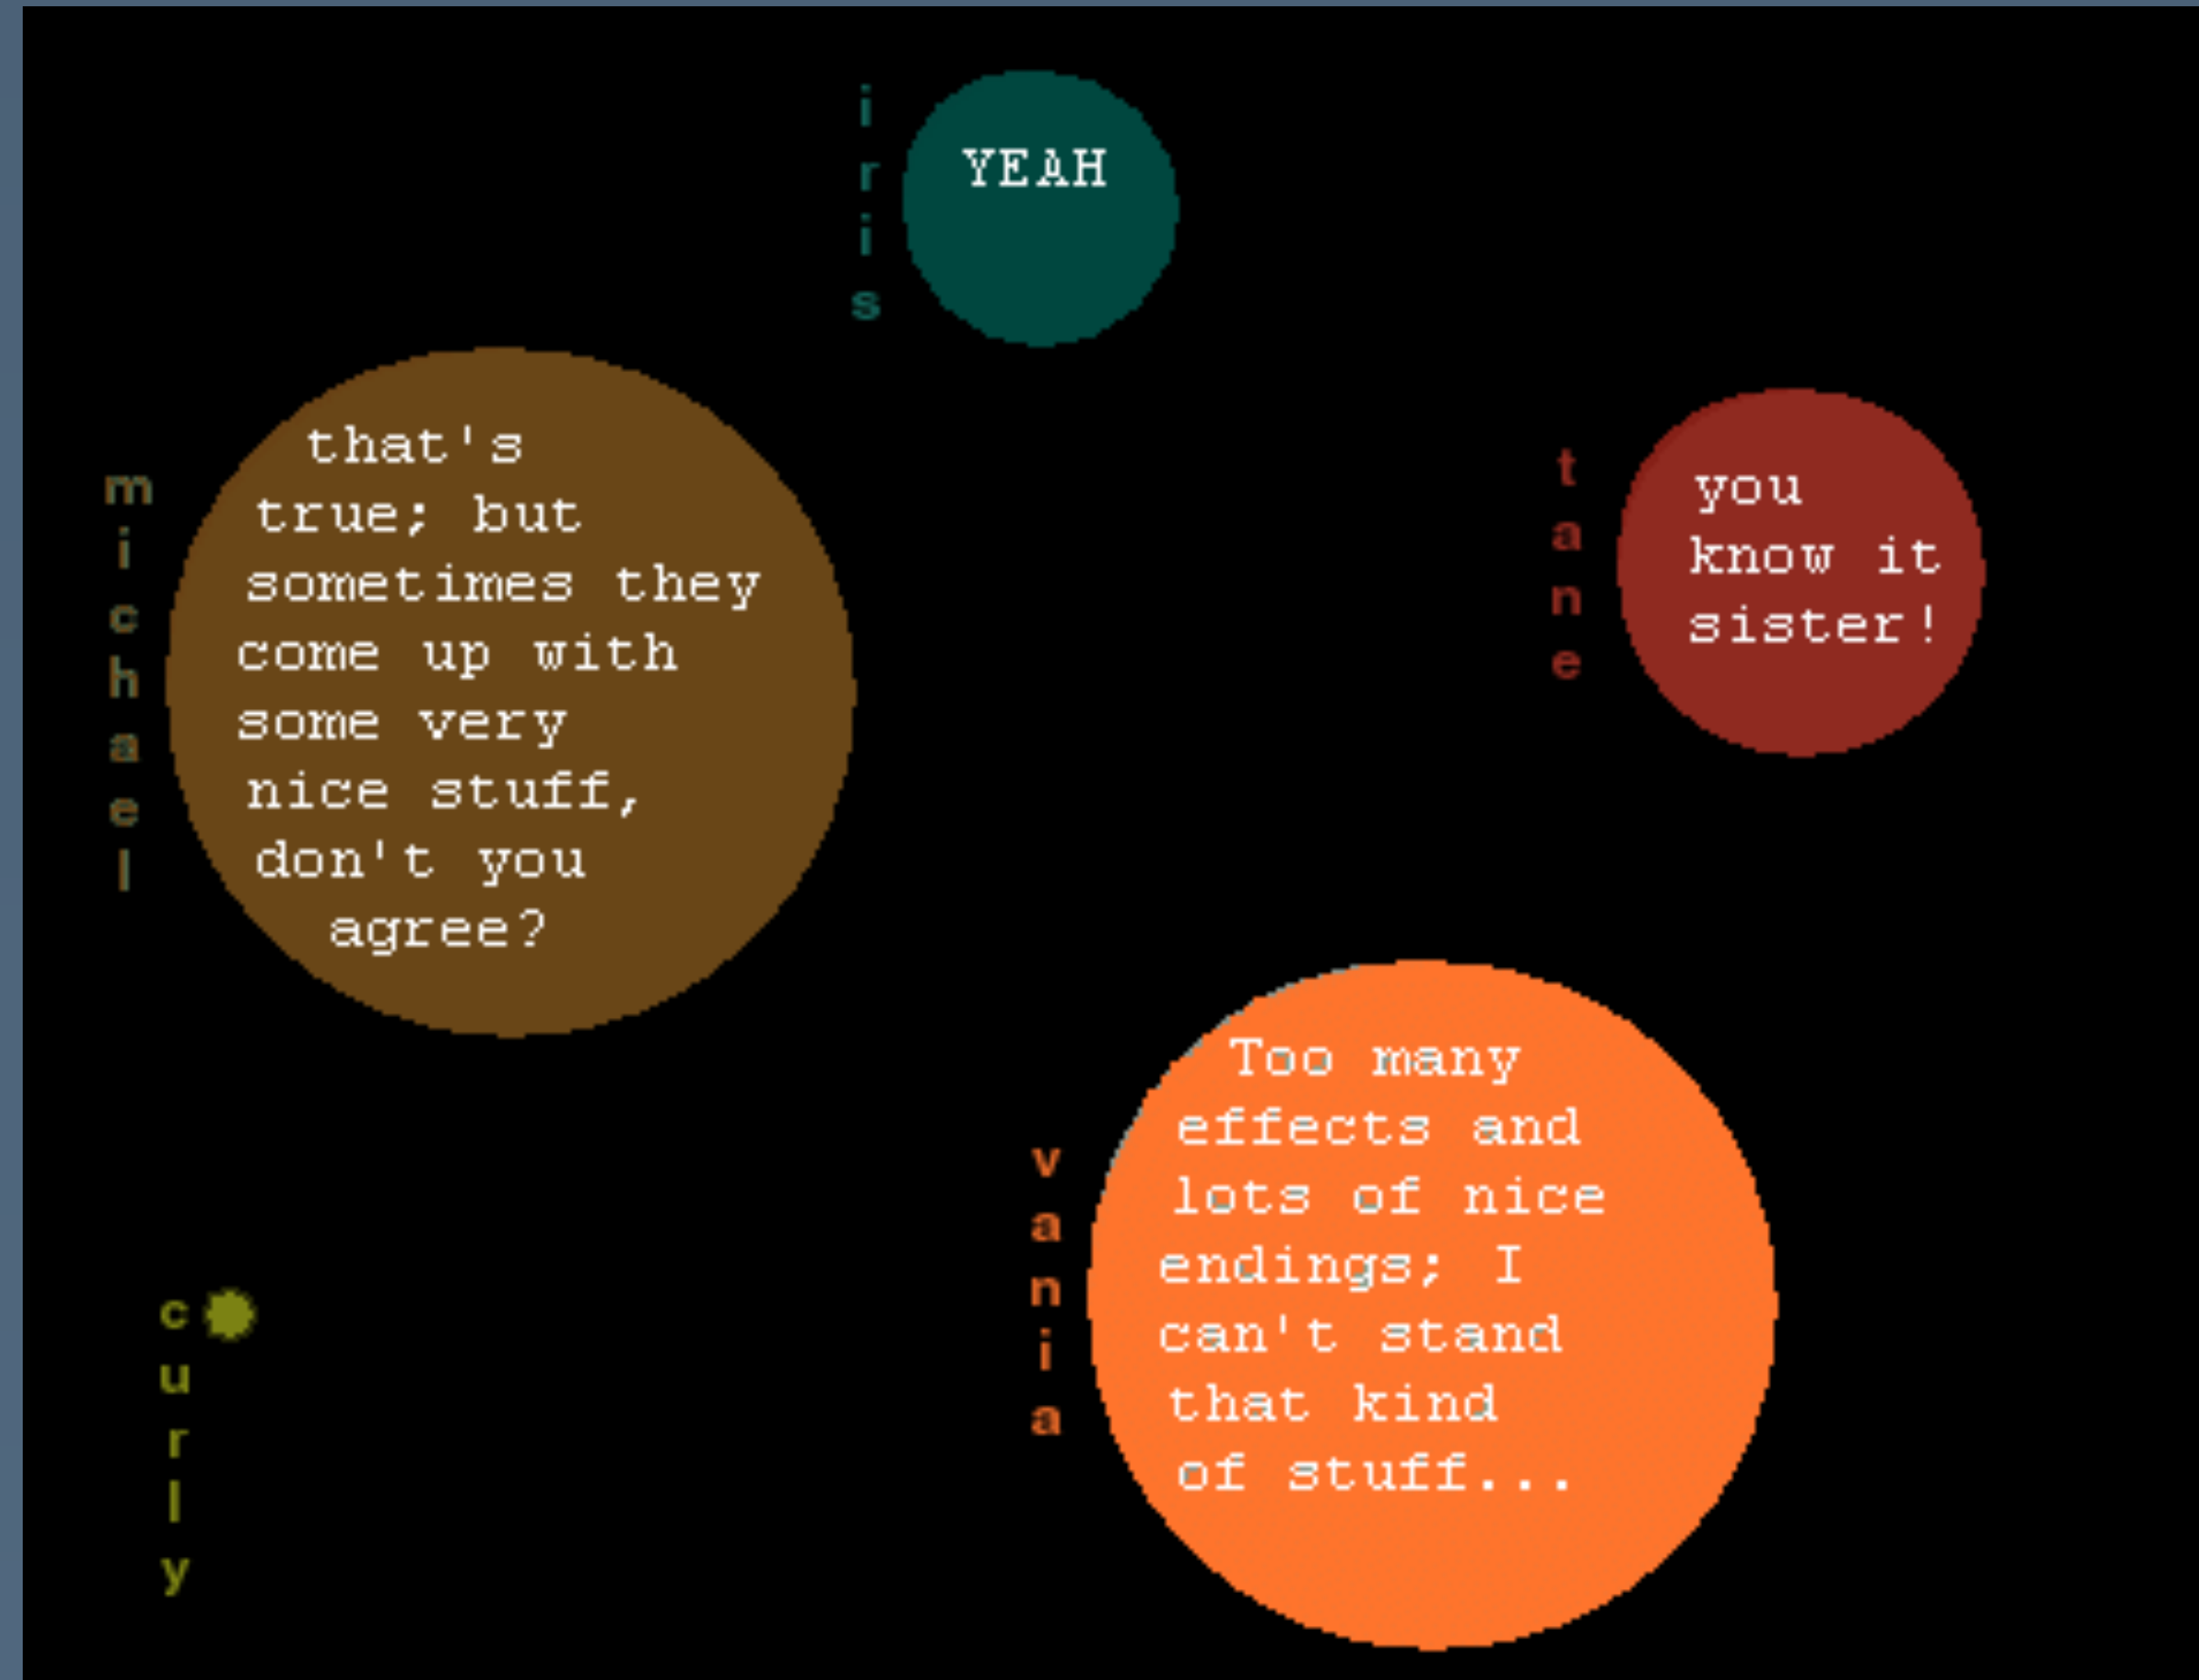 iris
YEAH
michael
that's
true; but
sometimes they
come up with
some very
nice stuff,
don't you
agree?
tane
you
know it
sister!
vania
Too many
effects and
lots of nice
endings; I
can't stand
that kind
of stuff...
curly